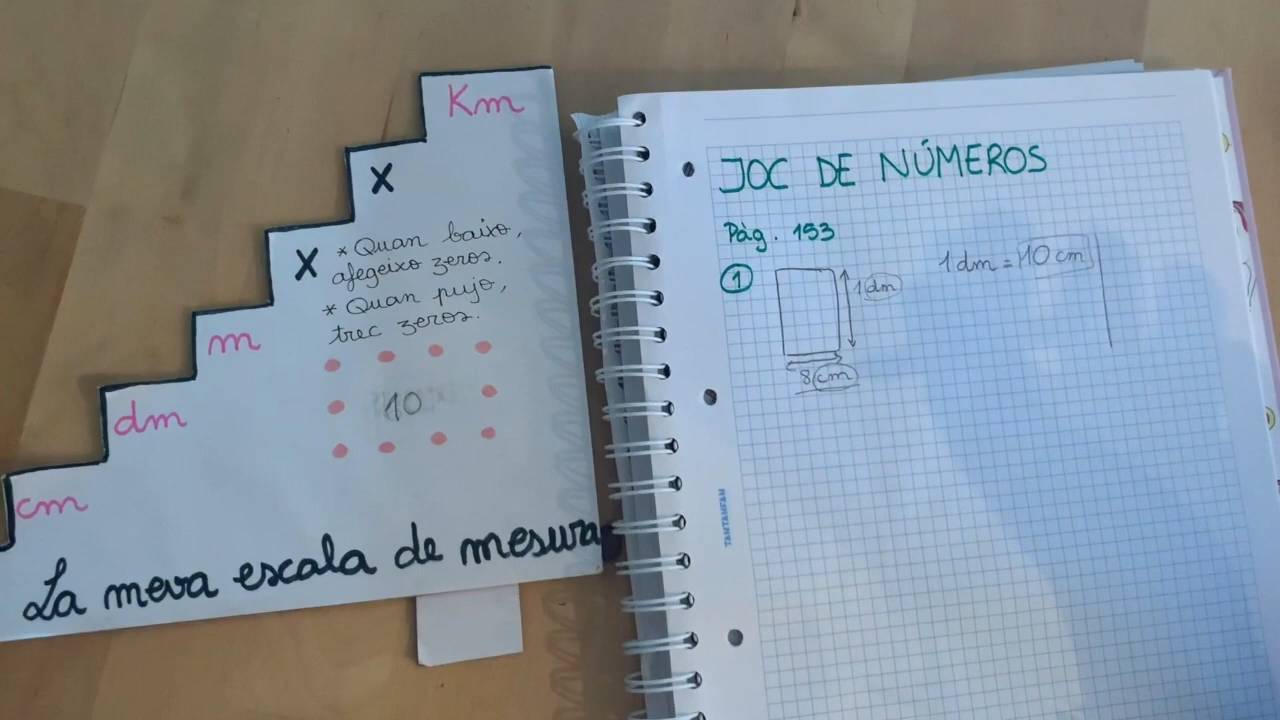 Km
X
X
* Quan baixo,
afegeixo zeros.
* Quan pujo,
trec zeros.
m
dm
10
cm
La meva escala de mesura
JOC DE NÚMEROS
Pág. 153
1
1 dm
8 cm
1 dm = 10 cm
TANTANFAN